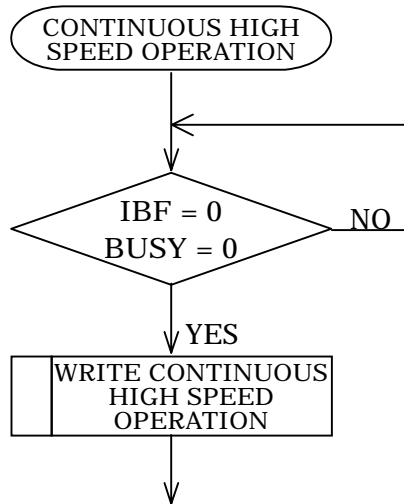 CONTINUOUS HIGH
SPEED OPERATION
IBF = 0
BUSY = 0
NO
YES
WRITE CONTINUOUS
HIGH SPEED
OPERATION